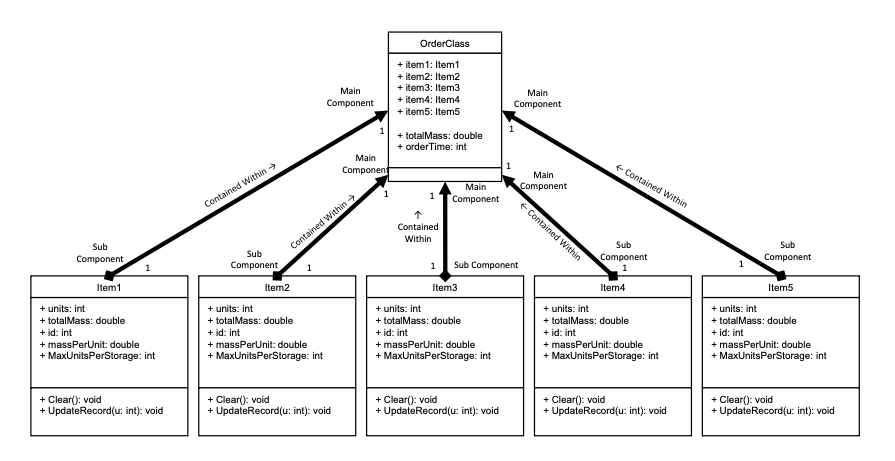 OrderClass
+ item1: Item1
+ item2: Item2
+ item3: Item3
+ item4: Item4
+ item5: Item5
+ totalMass: double
+ orderTime: int
Main
Component
1
Contained Within →
Sub
Component
1
Main
Component
1
Contained Within →
Sub
Component
1
Main
Component
1
↑
Contained
Within
1
Sub Component
1
Main
Component
← Contained Within
Sub
Component
1
Main
Component
1
← Contained Within
Sub
Component
1
Item1
+ units: int
+ totalMass: double
+ id: int
+ massPerUnit: double
+ MaxUnitsPerStorage: int
+ Clear(): void
+ UpdateRecord(u: int): void
Item2
+ units: int
+ totalMass: double
+ id: int
+ massPerUnit: double
+ MaxUnitsPerStorage: int
+ Clear(): void
+ UpdateRecord(u: int): void
Item3
+ units: int
+ totalMass: double
+ id: int
+ massPerUnit: double
+ MaxUnitsPerStorage: int
+ Clear(): void
+ UpdateRecord(u: int): void
Item4
+ units: int
+ totalMass: double
+ id: int
+ massPerUnit: double
+ MaxUnitsPerStorage: int
+ Clear(): void
+ UpdateRecord(u: int): void
Item5
+ units: int
+ totalMass: double
+ id: int
+ massPerUnit: double
+ MaxUnitsPerStorage: int
+ Clear(): void
+ UpdateRecord(u: int): void